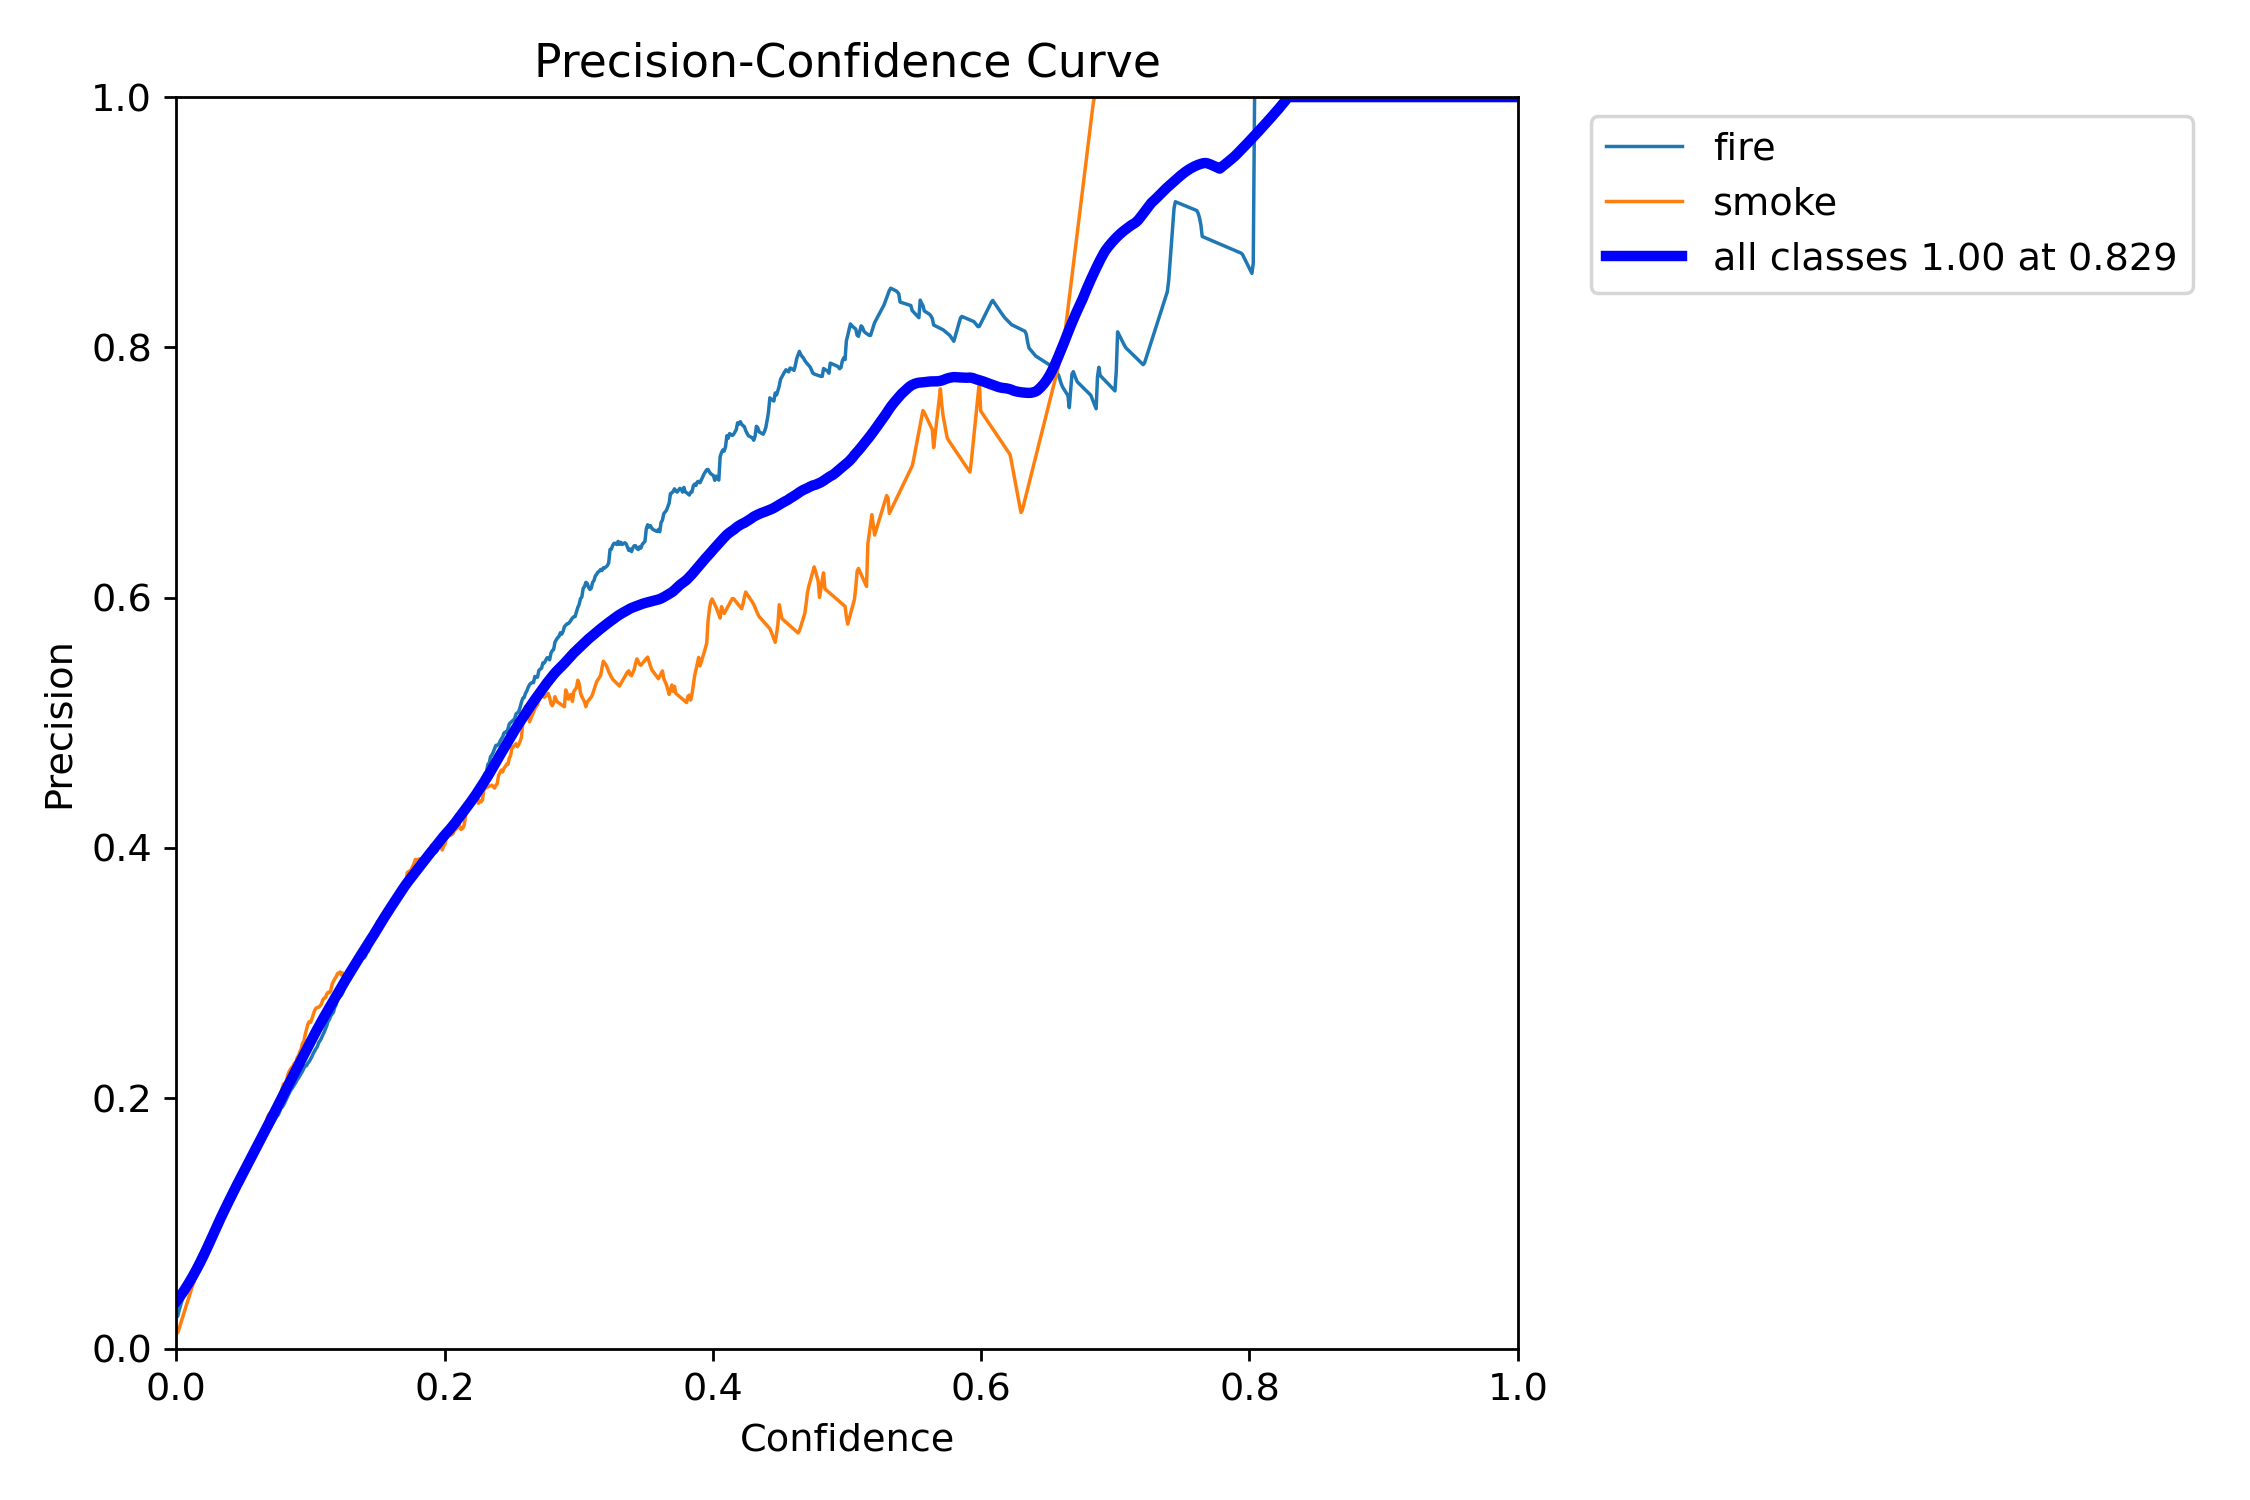 Precision-Confidence Curve
1.0
0.8
0.6
0.4
0.2
0.0
Precision
0.0 0.2 0.4 0.6 0.8 1.0
Confidence
fire
smoke
all classes 1.00 at 0.829